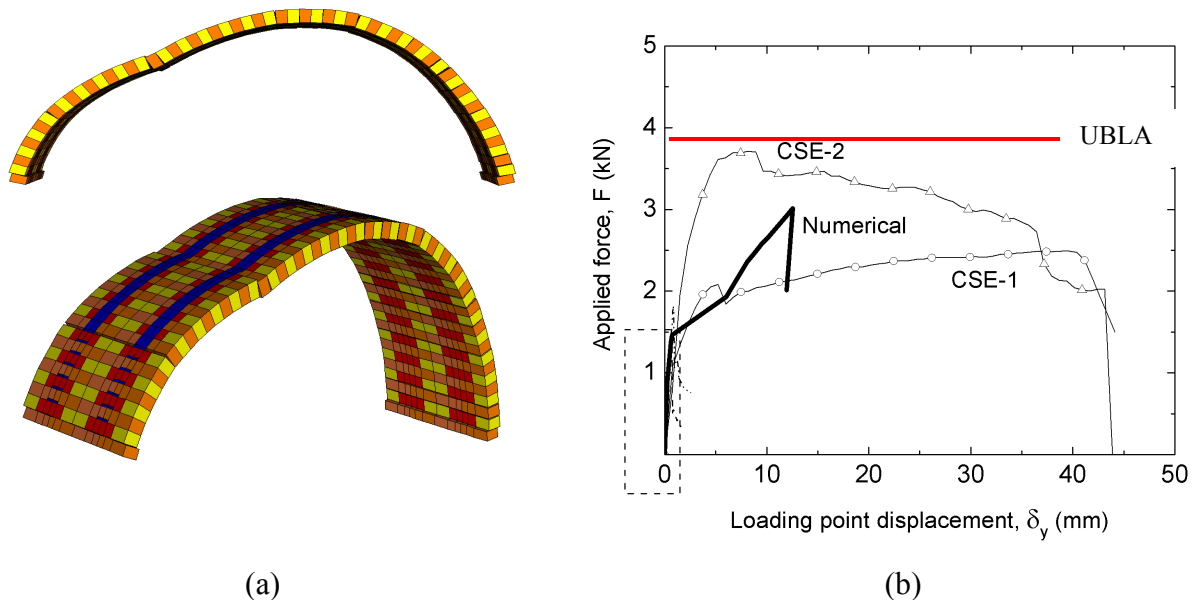 5
4
3
2
1
0
10
20
30
40
50
Applied force, F (kN)
UBLA
CSE-2
Numerical
CSE-1
Loading point displacement, δy (mm)
(a)
(b)